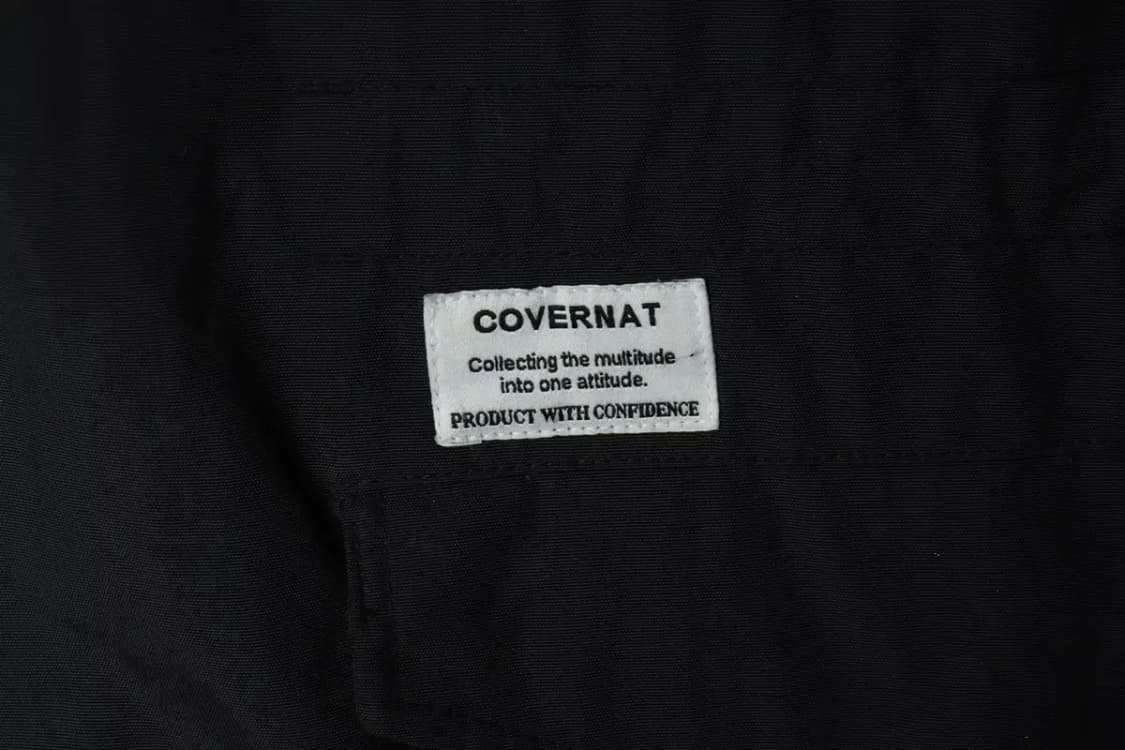 COVERNAT
Collecting the multitude
into one attitude.
PRODUCT WITH CONFIDENCE